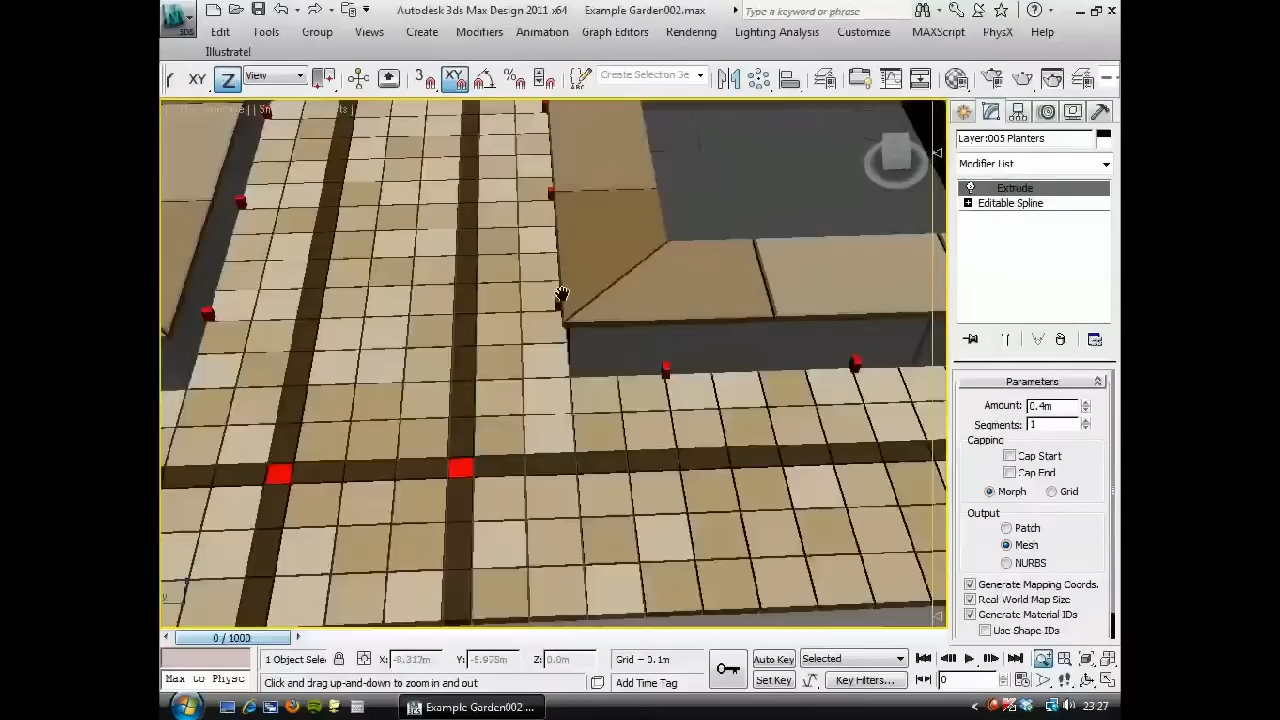 Autodesk 3ds Max Design 2011 x64 Example Garden002.max Type a keyword or phrase
Edit Tools Group Views Create Modifiers Animation Graph Editors Rendering Lighting Analysis Customize MAXScript PhysX Help
Illustrate!
XY Z View 3 XY Create Selection Se
Layer:005 Planters
Modifier List
Extrude
Editable Spline
Parameters
Amount: 0.4m
Segments: 1
Capping
Cap Start
Cap End
Morph Grid
Output
Patch
Mesh
NURBS
Generate Mapping Coords.
Real-World Map Size
Generate Material IDs
Use Shape IDs
0 / 1000
1 Object Sele X: Y: Z: 0.0m Grid = 0.1m Auto Key Selected
Max to Physc Click and drag up-and-down to zoom in and out Add Time Tag Set Key Key Filters... 0
Example Garden002.... 23:27